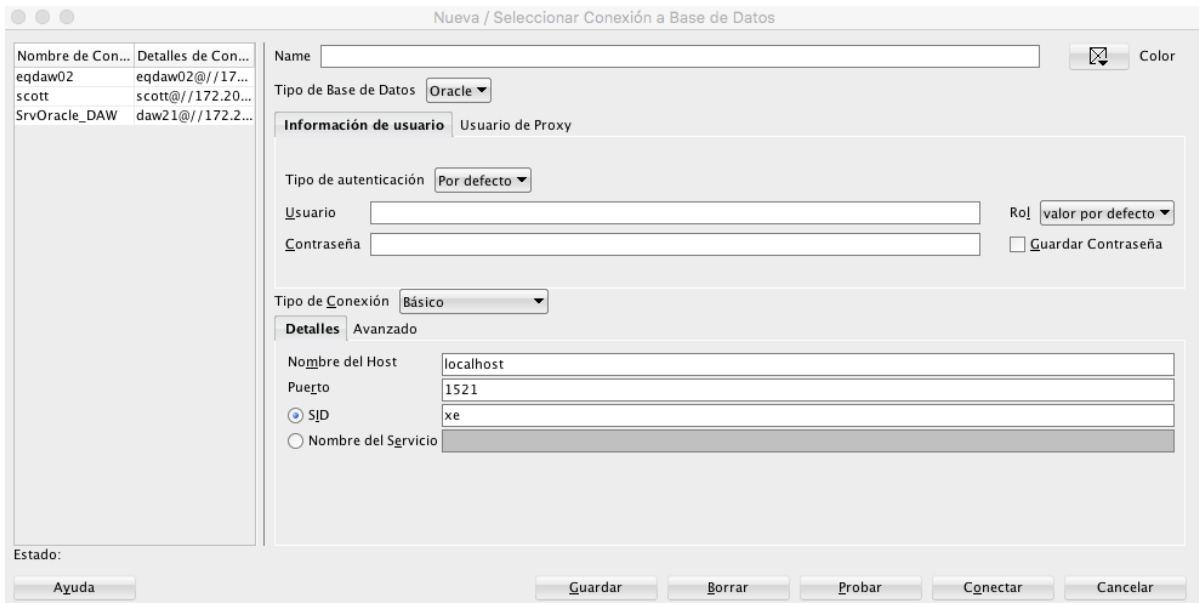 Nueva / Seleccionar Conexión a Base de Datos
Nombre de Con... Detalles de Con...
eqdaw02 eqdaw02@//17...
scott scott@//172.20...
SrvOracle_DAW daw21@//172.2...
Name
Color
Tipo de Base de Datos Oracle
Información de usuario Usuario de Proxy
Tipo de autenticación Por defecto
Usuario
Rol valor por defecto
Contraseña
Guardar Contraseña
Tipo de Conexión Básico
Detalles Avanzado
Nombre del Host localhost
Puerto 1521
SID xe
Nombre del Servicio
Estado:
Ayuda Guardar Borrar Probar Conectar Cancelar